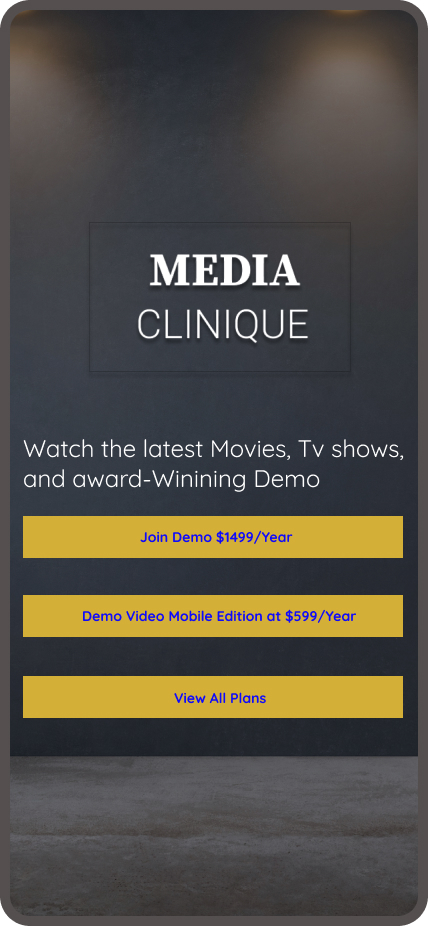 MEDIA
CLINIQUE
Watch the latest Movies, Tv shows,
and award-Winining Demo
Join Demo $1499/Year
Demo Video Mobile Edition at $599/Year
View All Plans